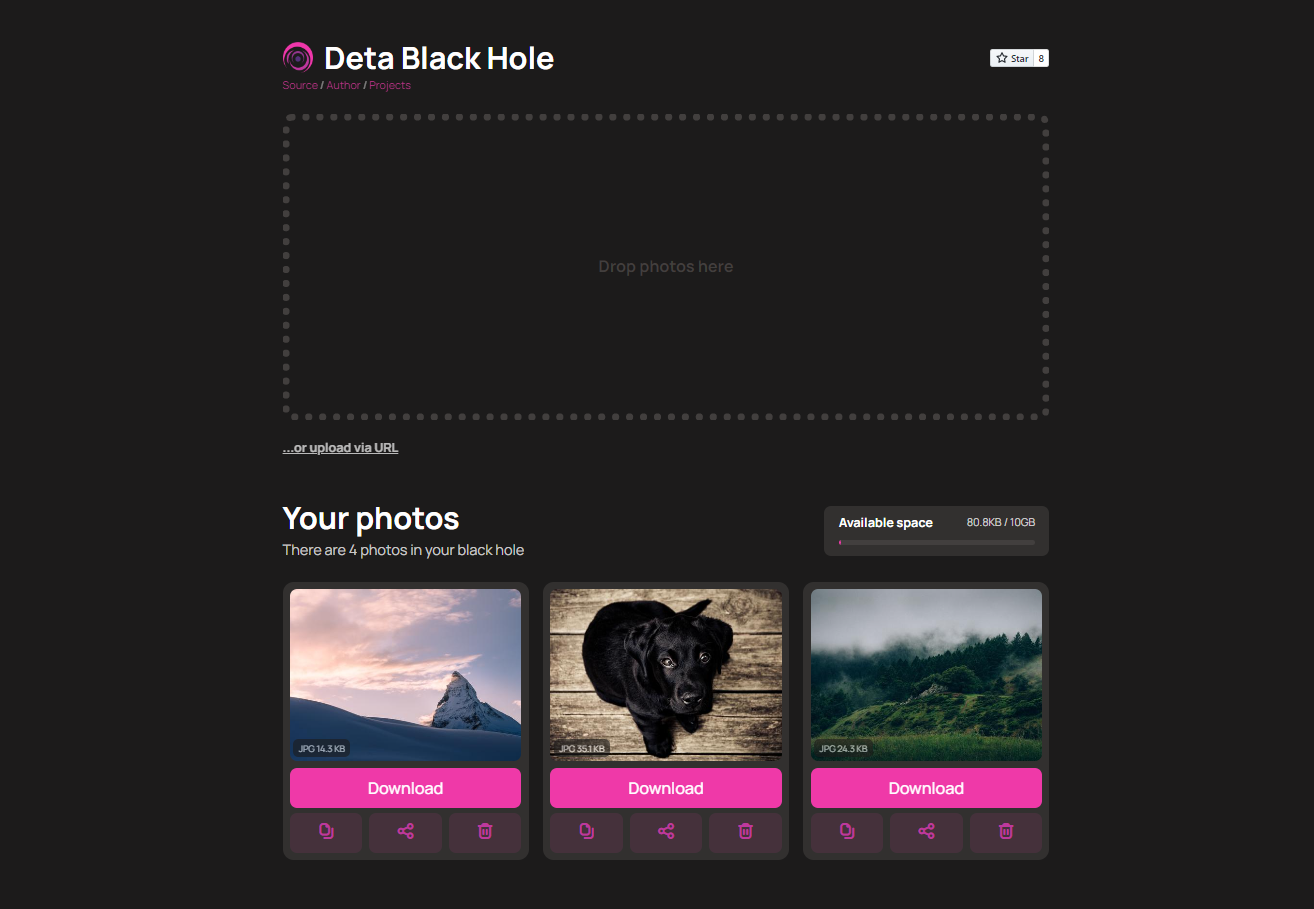 Deta Black Hole
Star 8
Source / Author / Projects
Drop photos here
...or upload via URL
Your photos
Available space 80.8KB / 10GB
There are 4 photos in your black hole
JPG 14.3 KB
JPG 35.1 KB
JPG 24.3 KB
Download
Download
Download